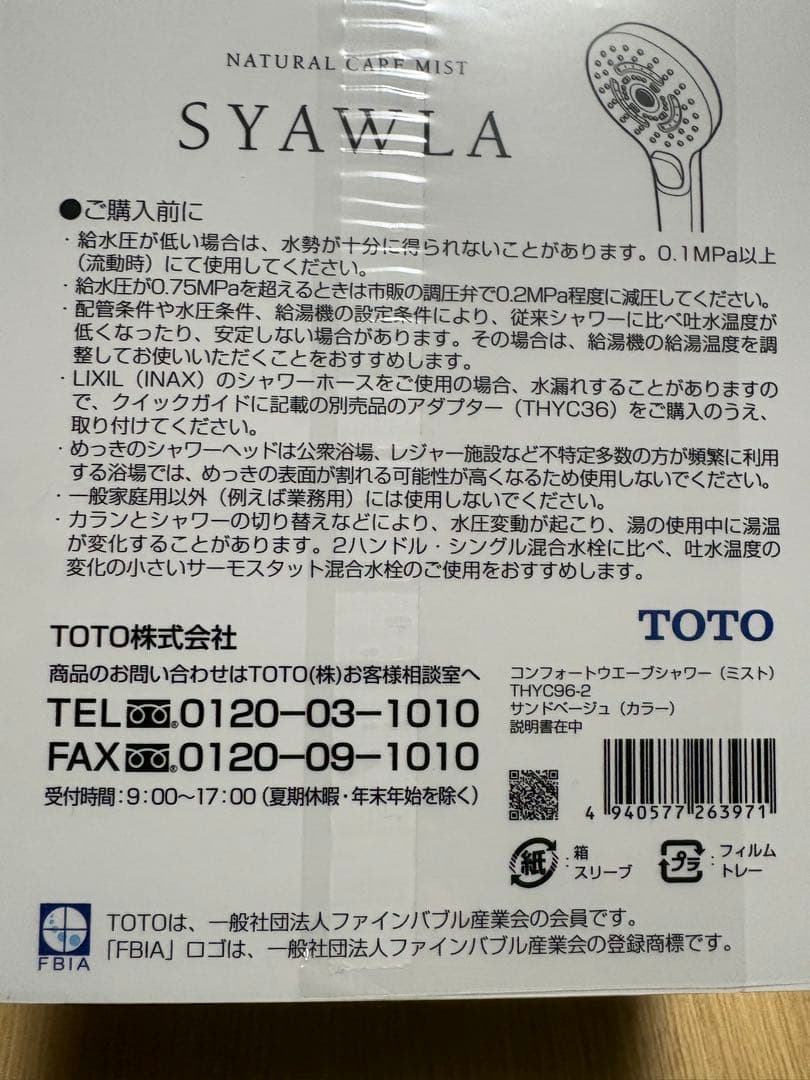 NATURAL CARE MIST
SYAWLA
●ご購入前に
・給水圧が低い場合は、水勢が十分に得られないことがあります。0.1MPa以上
（流動時）にて使用してください。
・給水圧が0.75MPaを超えるときは市販の調圧弁で0.2MPa程度に減圧してください。
・配管条件や水圧条件、給湯機の設定条件により、従来シャワーに比べ吐水温度が
低くなったり、安定しない場合があります。その場合は、給湯機の給湯温度を調
整してお使いいただくことをおすすめします。
・LIXIL（INAX）のシャワーホースをご使用の場合、水漏れすることがありますの
で、クイックガイドに記載の別売品のアダプター（THYC36）をご購入のうえ、
取り付けてください。
・めっきのシャワーヘッドは公衆浴場、レジャー施設など不特定多数の方が頻繁に利用
する浴場では、めっきの表面が割れる可能性が高くなるため使用しないでください。
・一般家庭用以外（例えば業務用）には使用しないでください。
・カランとシャワーの切り替えなどにより、水圧変動が起こり、湯の使用中に湯温
が変化することがあります。2ハンドル・シングル混合水栓に比べ、吐水温度の
変化の小さいサーモスタット混合水栓のご使用をおすすめします。
TOTO株式会社
商品のお問い合わせはTOTO(株)お客様相談室へ
TEL 0120-03-1010
FAX 0120-09-1010
受付時間：9：00〜17：00（夏期休暇・年末年始を除く）
TOTO
コンフォートウエーブシャワー（ミスト）
THYC96-2
サンドベージュ（カラー）
説明書在中
4 940577 263971
紙：箱
スリーブ
プラ：フィルム
トレー
FBIA
TOTOは、一般社団法人ファインバブル産業会の会員です。
「FBIA」ロゴは、一般社団法人ファインバブル産業会の登録商標です。